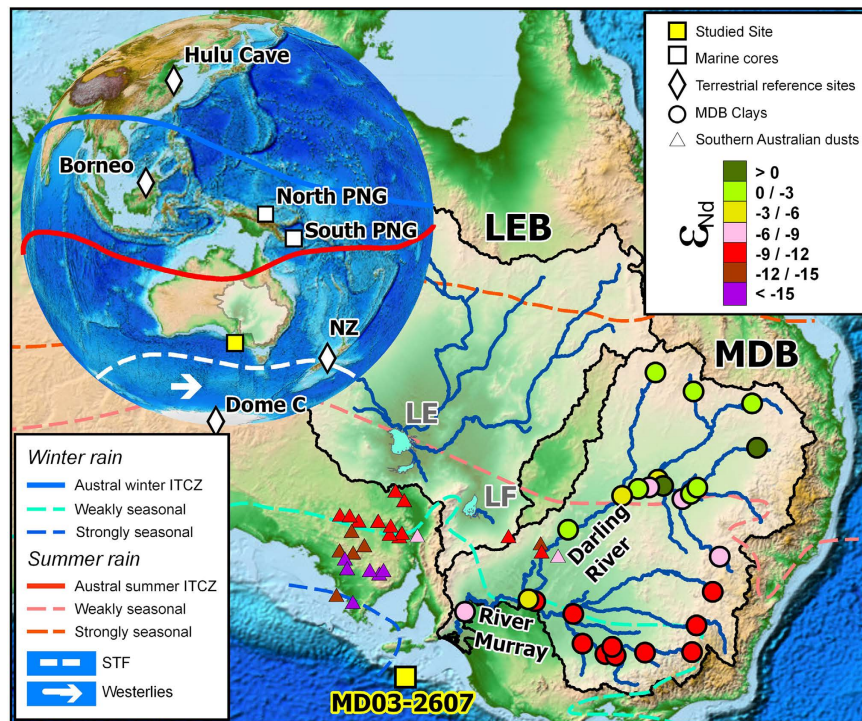 Hulu Cave
Borneo
North PNG
South PNG
NZ
Dome C
LEB
MDB
LE
LF
Darling
River
River
Murray
MD03-2607
Studied Site
Marine cores
Terrestrial reference sites
MDB Clays
Southern Australian dusts
εNd
> 0
0 / -3
-3 / -6
-6 / -9
-9 / -12
-12 / -15
< -15
Winter rain
Austral winter ITCZ
Weakly seasonal
Strongly seasonal
Summer rain
Austral summer ITCZ
Weakly seasonal
Strongly seasonal
STF
Westerlies